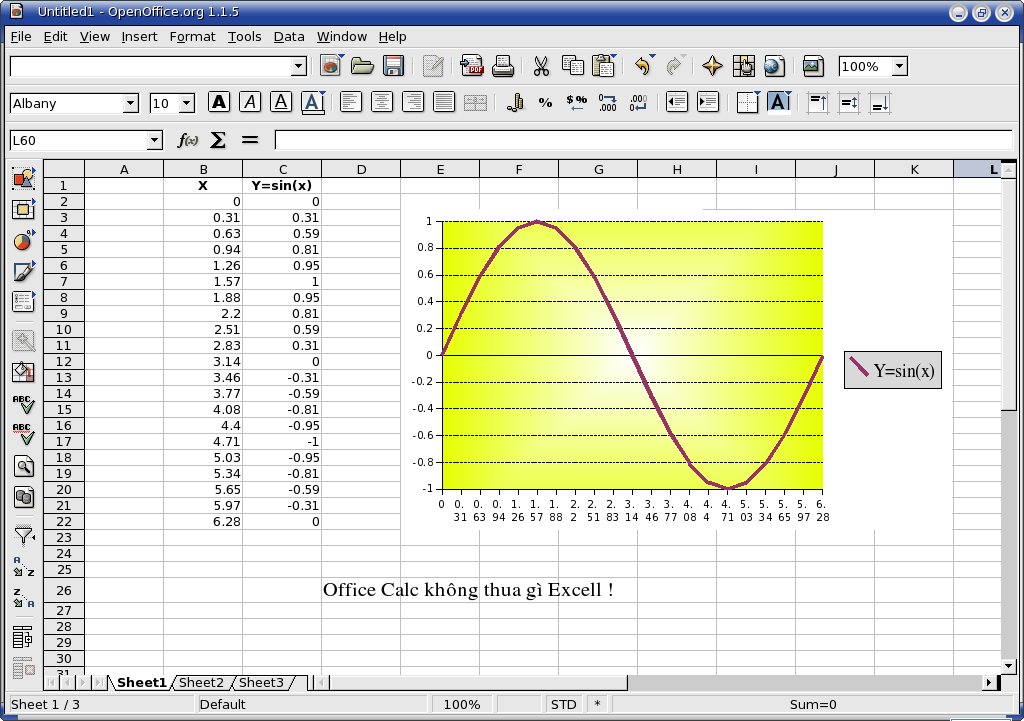 Untitled1 - OpenOffice.org 1.1.5
File Edit View Insert Format Tools Data Window Help
100%
Albany 10
L60
A B C D E F G H I J K L
1 X Y=sin(x)
2 0 0
3 0.31 0.31
4 0.63 0.59
5 0.94 0.81
6 1.26 0.95
7 1.57 1
8 1.88 0.95
9 2.2 0.81
10 2.51 0.59
11 2.83 0.31
12 3.14 0
13 3.46 -0.31
14 3.77 -0.59
15 4.08 -0.81
16 4.4 -0.95
17 4.71 -1
18 5.03 -0.95
19 5.34 -0.81
20 5.65 -0.59
21 5.97 -0.31
22 6.28 0
23
24
25
26 Office Calc không thua gì Excell !
27
28
29
30
31
1
0.8
0.6
0.4
0.2
0
-0.2
-0.4
-0.6
-0.8
-1
0 0. 0. 0. 1. 1. 1. 2. 2. 2. 3. 3. 3. 4. 4. 4. 5. 5. 5. 5. 6.
31 63 94 26 57 88 2 51 83 14 46 77 08 4 71 03 34 65 97 28
Y=sin(x)
Sheet1 Sheet2 Sheet3
Sheet 1 / 3 Default 100% STD * Sum=0